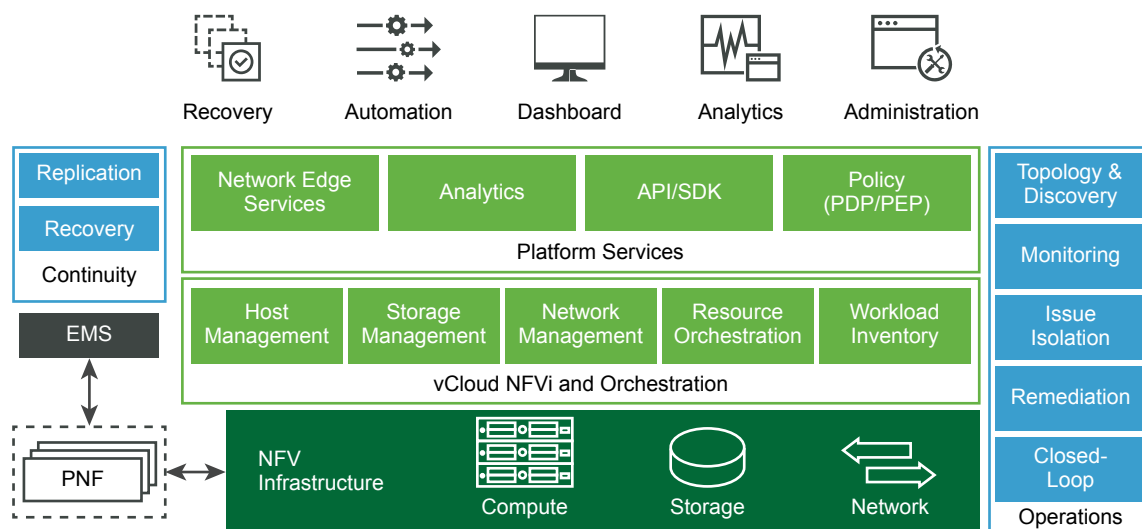 Recovery
Automation
Dashboard
Analytics
Administration
Replication
Recovery
Continuity
Network Edge
Services
Analytics
API/SDK
Policy
(PDP/PEP)
Platform Services
Host
Management
Storage
Management
Network
Management
Resource
Orchestration
Workload
Inventory
vCloud NFVi and Orchestration
EMS
PNF
NFV
Infrastructure
Compute
Storage
Network
Topology &
Discovery
Monitoring
Issue
Isolation
Remediation
Closed-
Loop
Operations